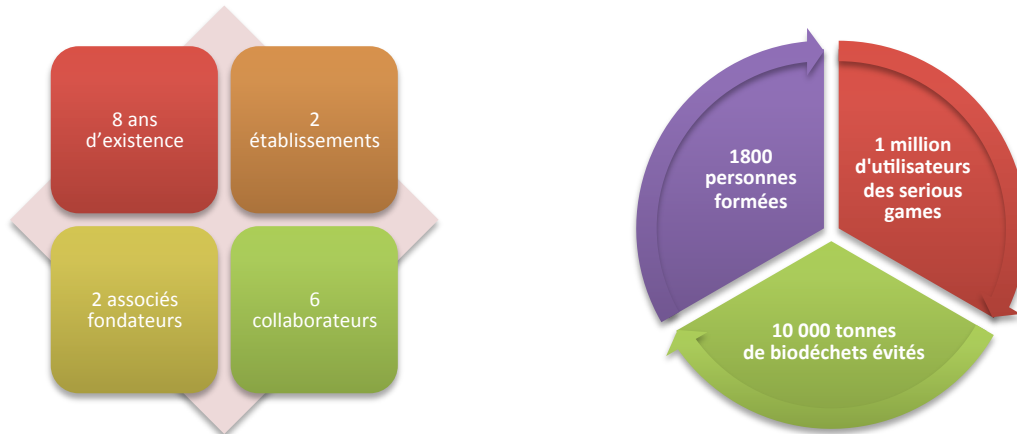 8 ans
d’existence
2
établissements
2 associés
fondateurs
6
collaborateurs
1800
personnes
formées
1 million
d'utilisateurs
des serious
games
10 000 tonnes
de biodéchets évités